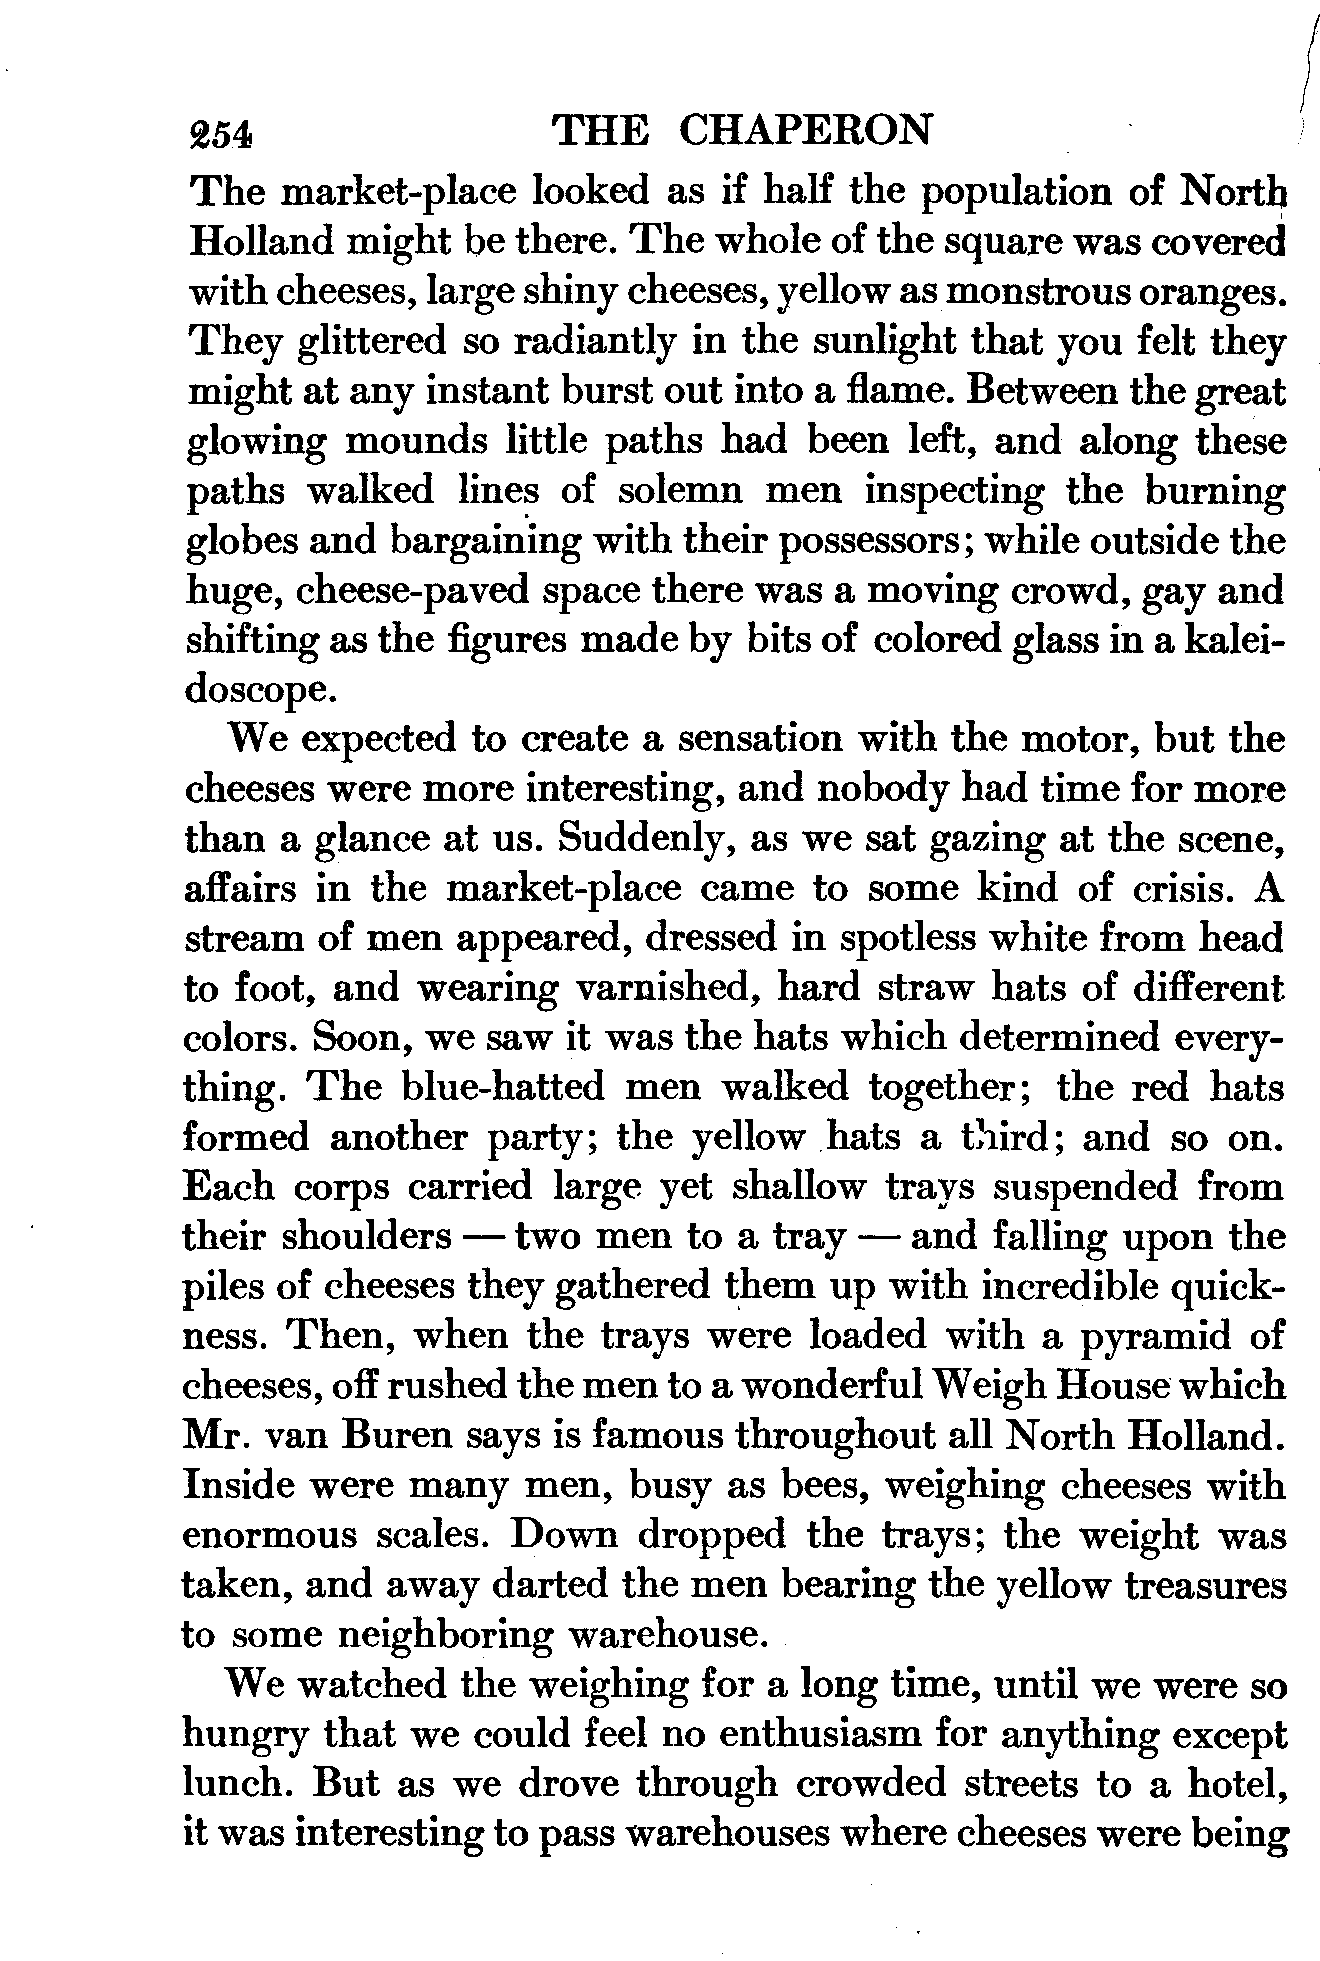 254 THE CHAPERON
The market-place looked as if half the population of North
Holland might be there. The whole of the square was covered
with cheeses, large shiny cheeses, yellow as monstrous oranges.
They glittered so radiantly in the sunlight that you felt they
might at any instant burst out into a flame. Between the great
glowing mounds little paths had been left, and along these
paths walked lines of solemn men inspecting the burning
globes and bargaining with their possessors; while outside the
huge, cheese-paved space there was a moving crowd, gay and
shifting as the figures made by bits of colored glass in a kalei-
doscope.
We expected to create a sensation with the motor, but the
cheeses were more interesting, and nobody had time for more
than a glance at us. Suddenly, as we sat gazing at the scene,
affairs in the market-place came to some kind of crisis. A
stream of men appeared, dressed in spotless white from head
to foot, and wearing varnished, hard straw hats of different
colors. Soon, we saw it was the hats which determined every-
thing. The blue-hatted men walked together; the red hats
formed another party; the yellow hats a third; and so on.
Each corps carried large yet shallow trays suspended from
their shoulders — two men to a tray — and falling upon the
piles of cheeses they gathered them up with incredible quick-
ness. Then, when the trays were loaded with a pyramid of
cheeses, off rushed the men to a wonderful Weigh House which
Mr. van Buren says is famous throughout all North Holland.
Inside were many men, busy as bees, weighing cheeses with
enormous scales. Down dropped the trays; the weight was
taken, and away darted the men bearing the yellow treasures
to some neighboring warehouse.
We watched the weighing for a long time, until we were so
hungry that we could feel no enthusiasm for anything except
lunch. But as we drove through crowded streets to a hotel,
it was interesting to pass warehouses where cheeses were being